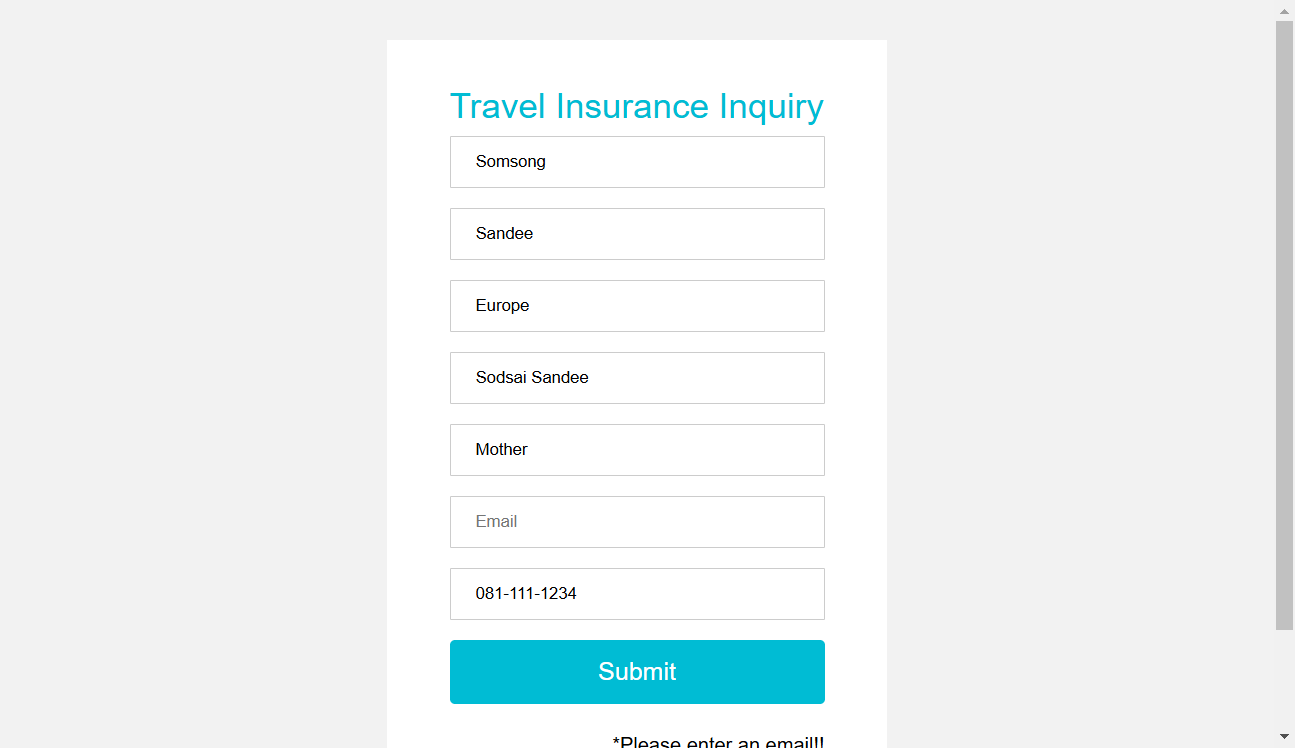 Travel Insurance Inquiry
Somsong
Sandee
Europe
Sodsai Sandee
Mother
Email
081-111-1234
Submit
*Please enter an email!!